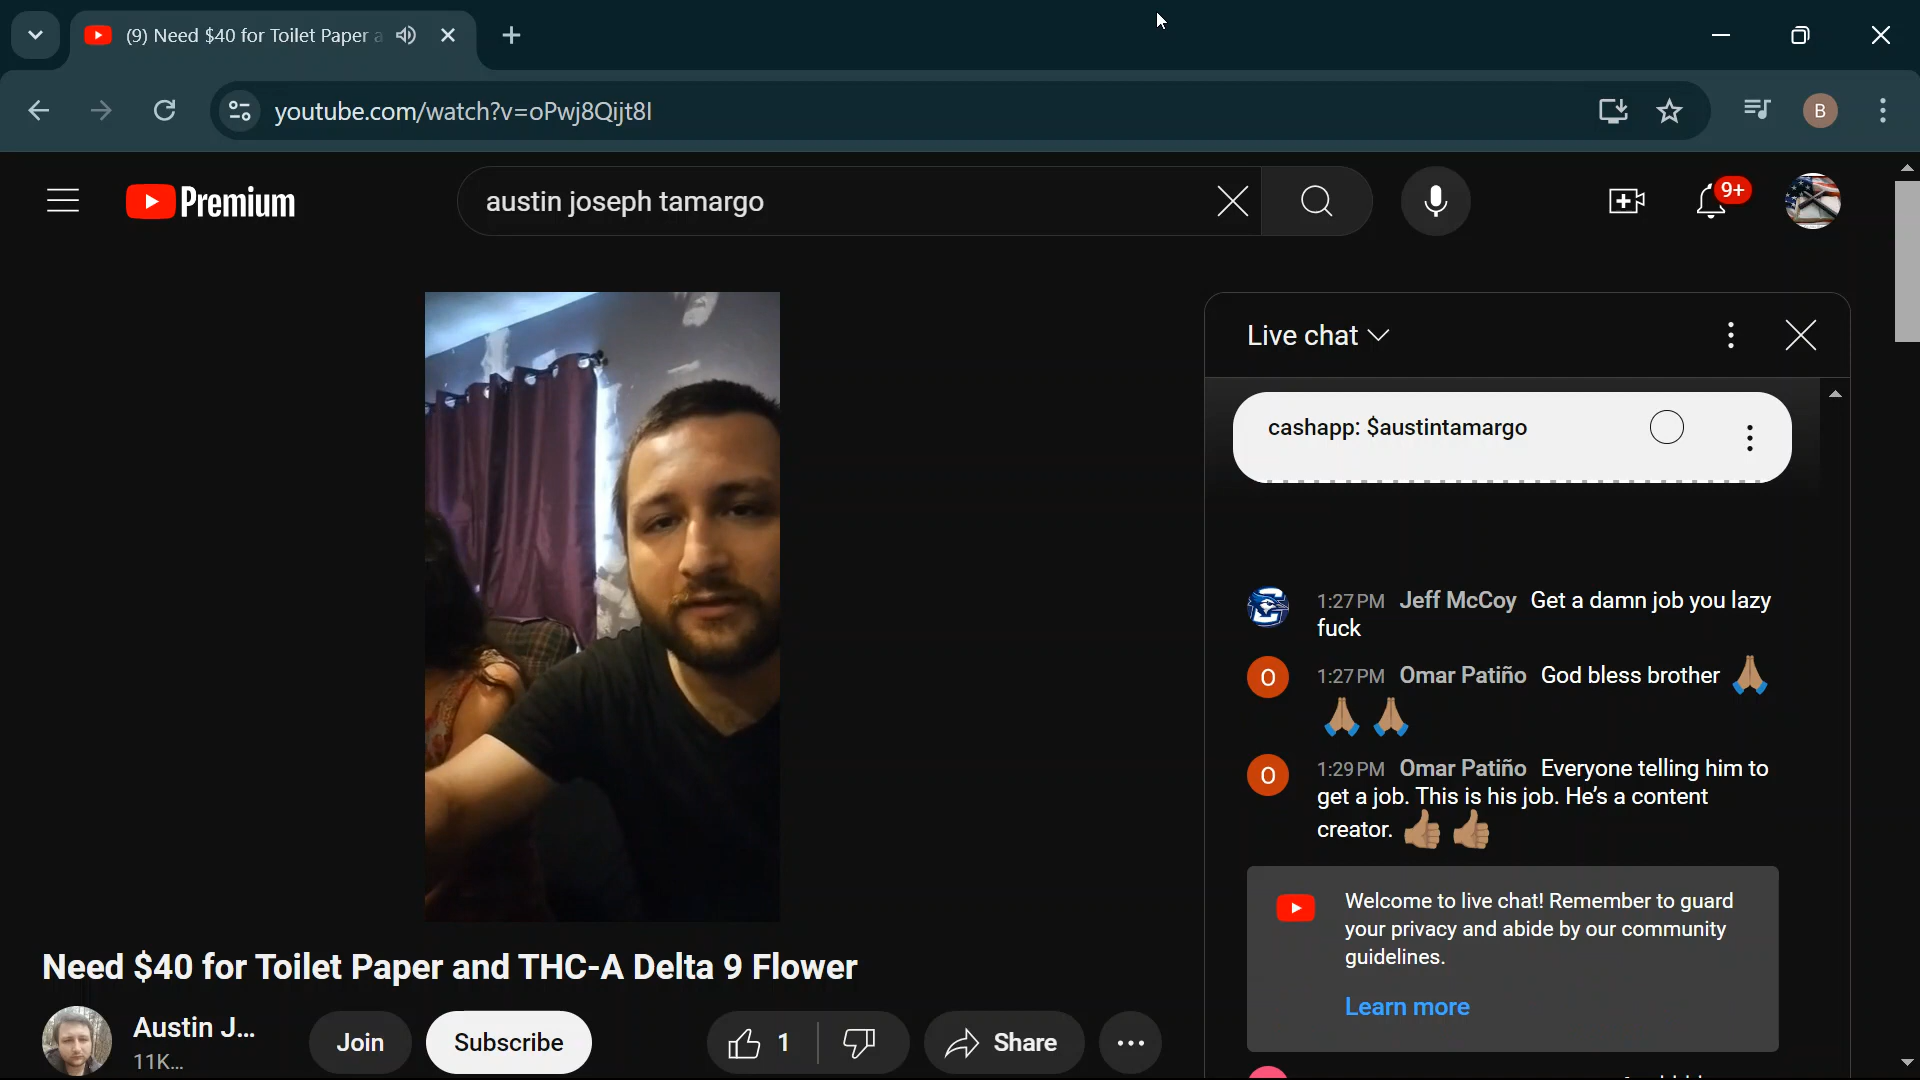 (9) Need $40 for Toilet Paper a
youtube.com/watch?v=oPwj8Qijt8I
B
Premium
austin joseph tamargo
9+
Live chat
cashapp: $austintamargo
1:27 PM Jeff McCoy Get a damn job you lazy
fuck
O 1:27 PM Omar Patiño God bless brother 🙏🏽
🙏🏽 🙏🏽
O 1:29 PM Omar Patiño Everyone telling him to
get a job. This is his job. He's a content
creator. 👍🏽 👍🏽
Welcome to live chat! Remember to guard
your privacy and abide by our community
guidelines.
Learn more
Need $40 for Toilet Paper and THC-A Delta 9 Flower
Austin J...
11K...
Join
Subscribe
1
Share